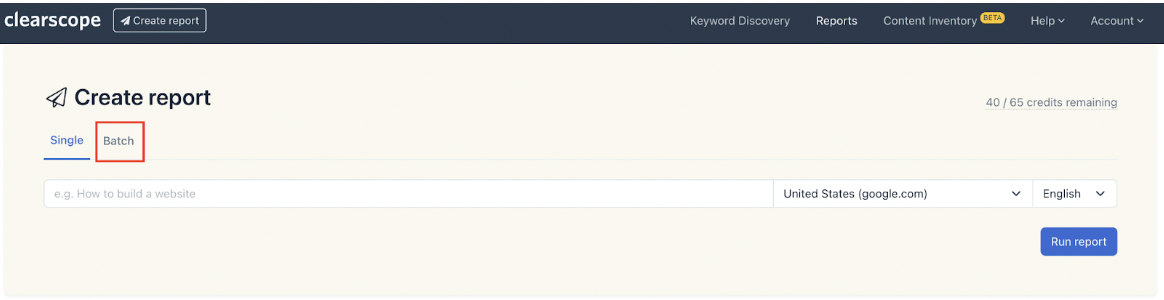 clearscope Create report Keyword Discovery Reports Content Inventory BETA Help Account
Create report
40 / 65 credits remaining
Single Batch
e.g. How to build a website United States (google.com) English
Run report